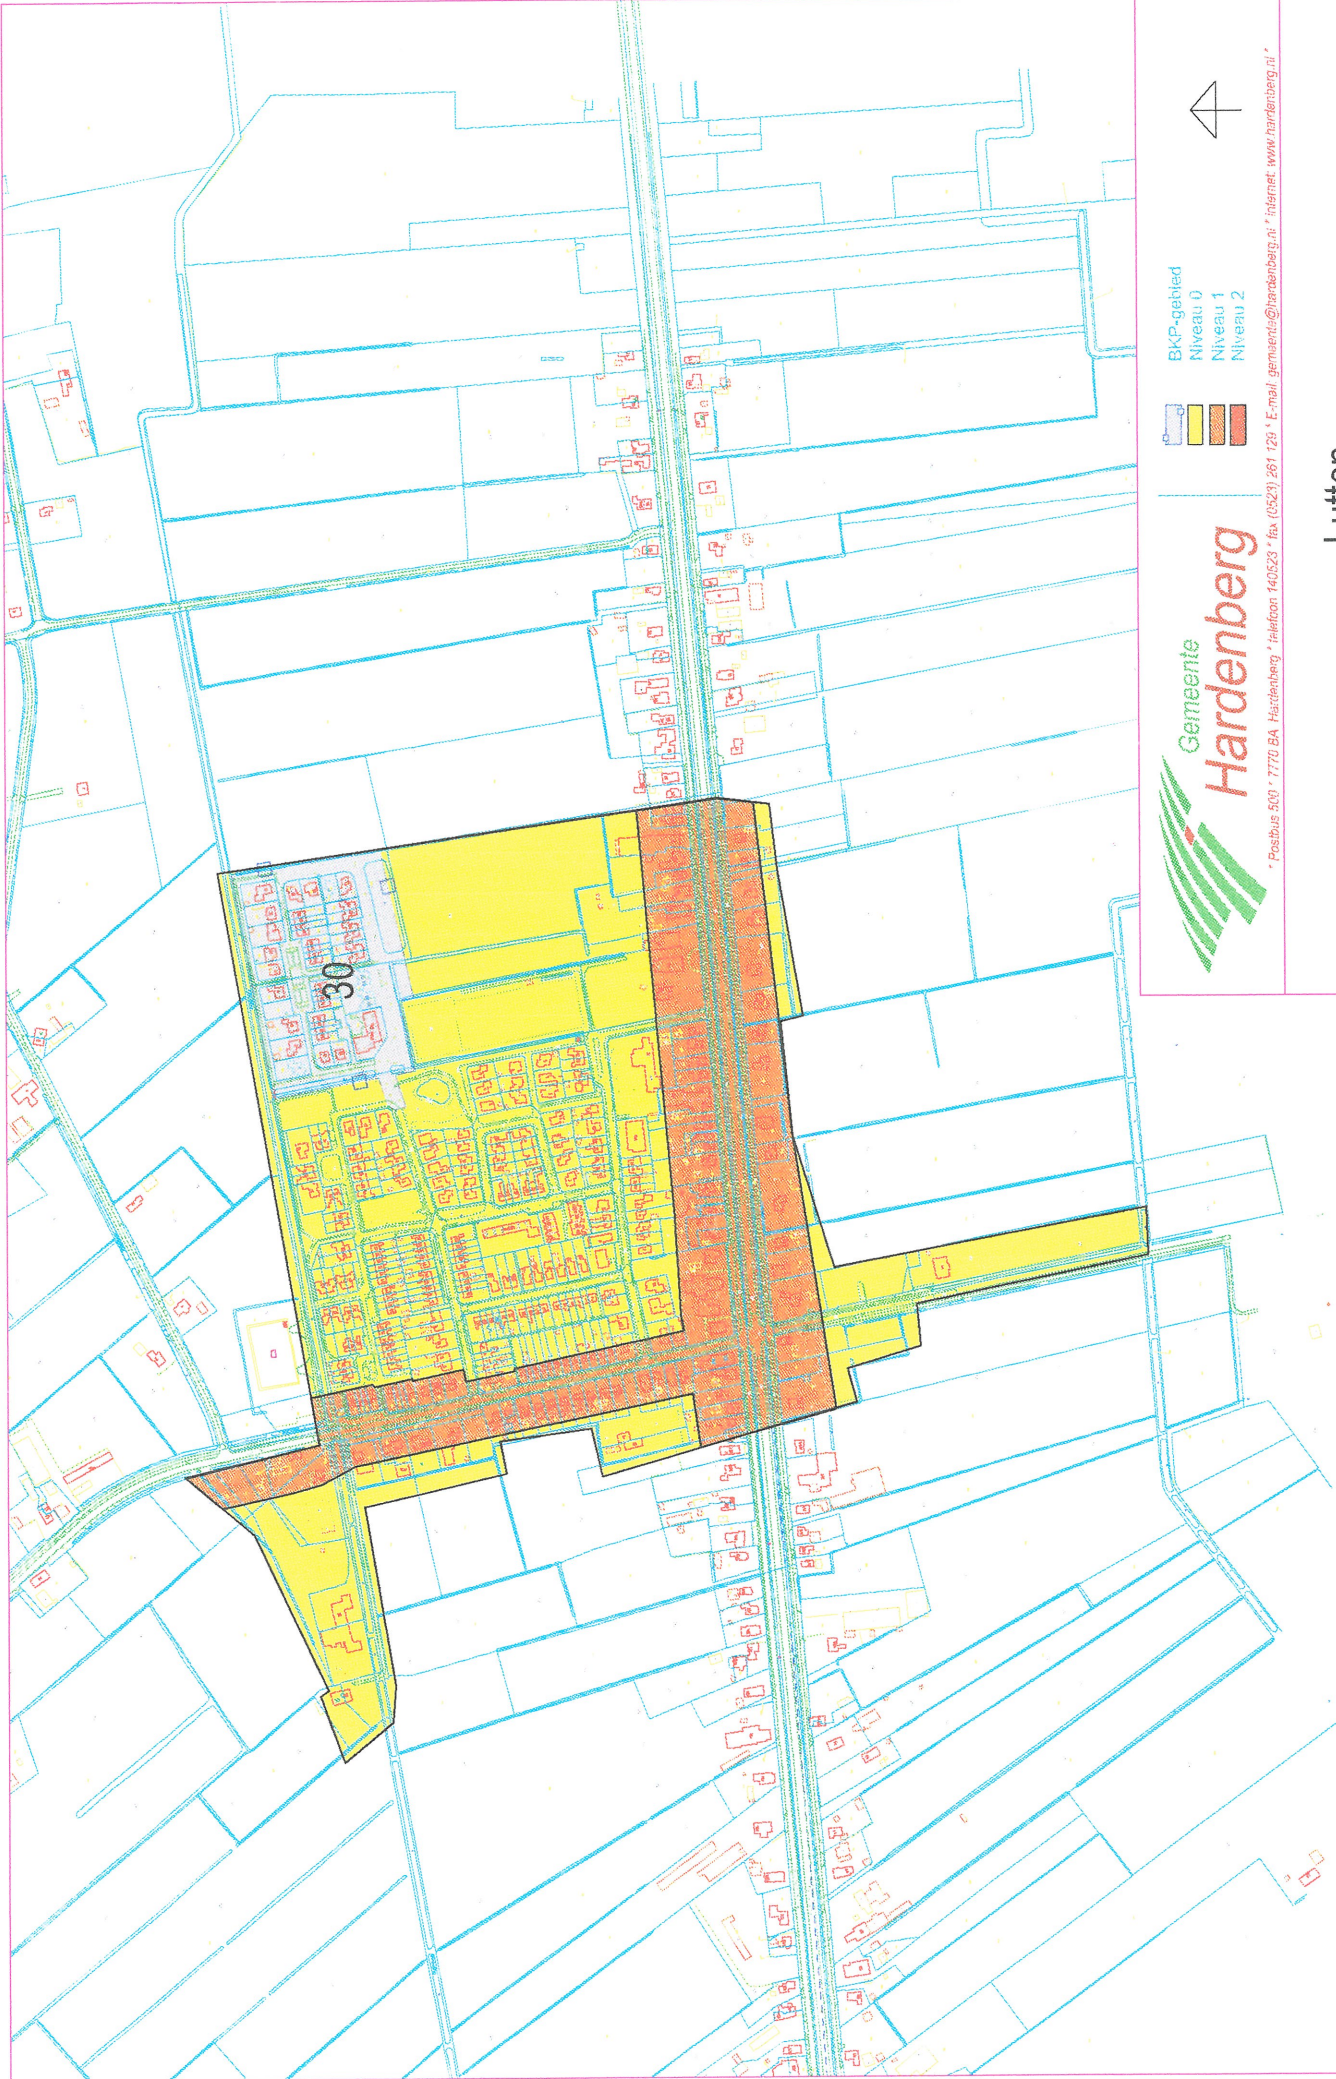 30
BKP-gebied
Niveau 0
Niveau 1
Niveau 2
Gemeente
Hardenberg
* Postbus 500 * 7770 BA Hardenberg * telefoon 140523 * fax (0523) 261 129 * E-mail: gemeente@hardenberg.nl * internet: www.hardenberg.nl *
Lutten